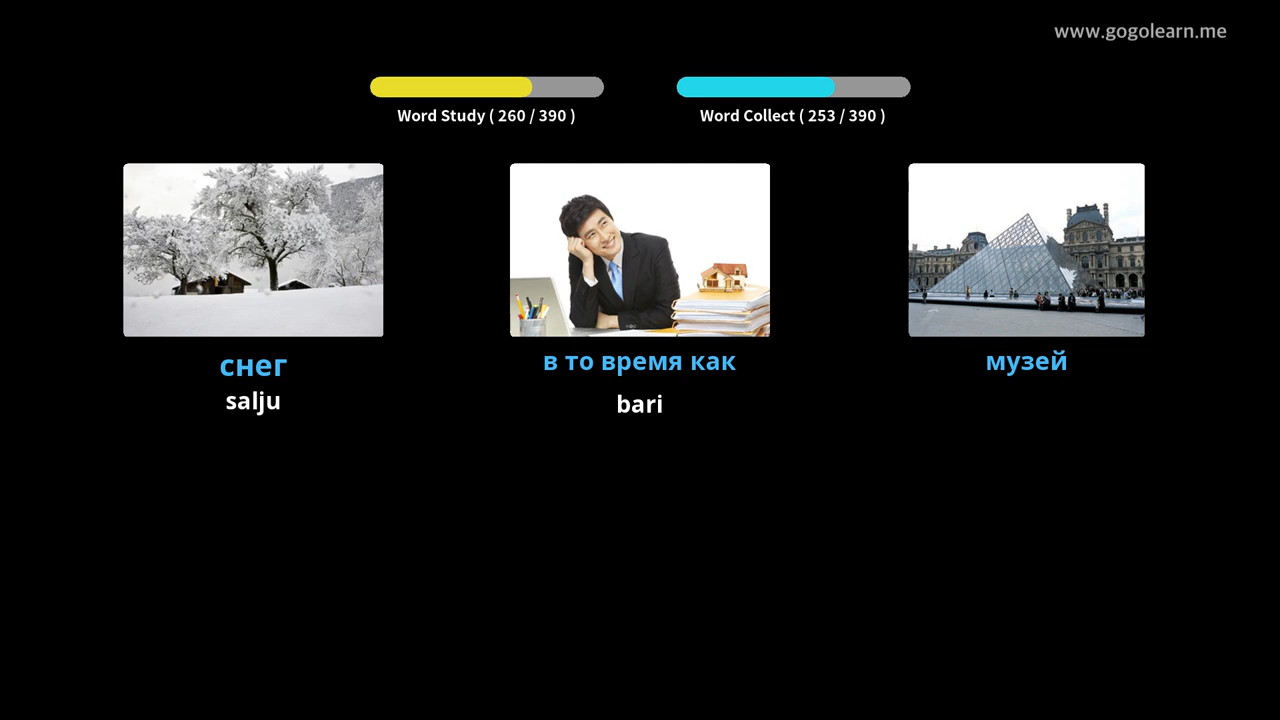 www.gogolearn.me
Word Study ( 260 / 390 )
Word Collect ( 253 / 390 )
снег
salju
в то время как
bari
музей